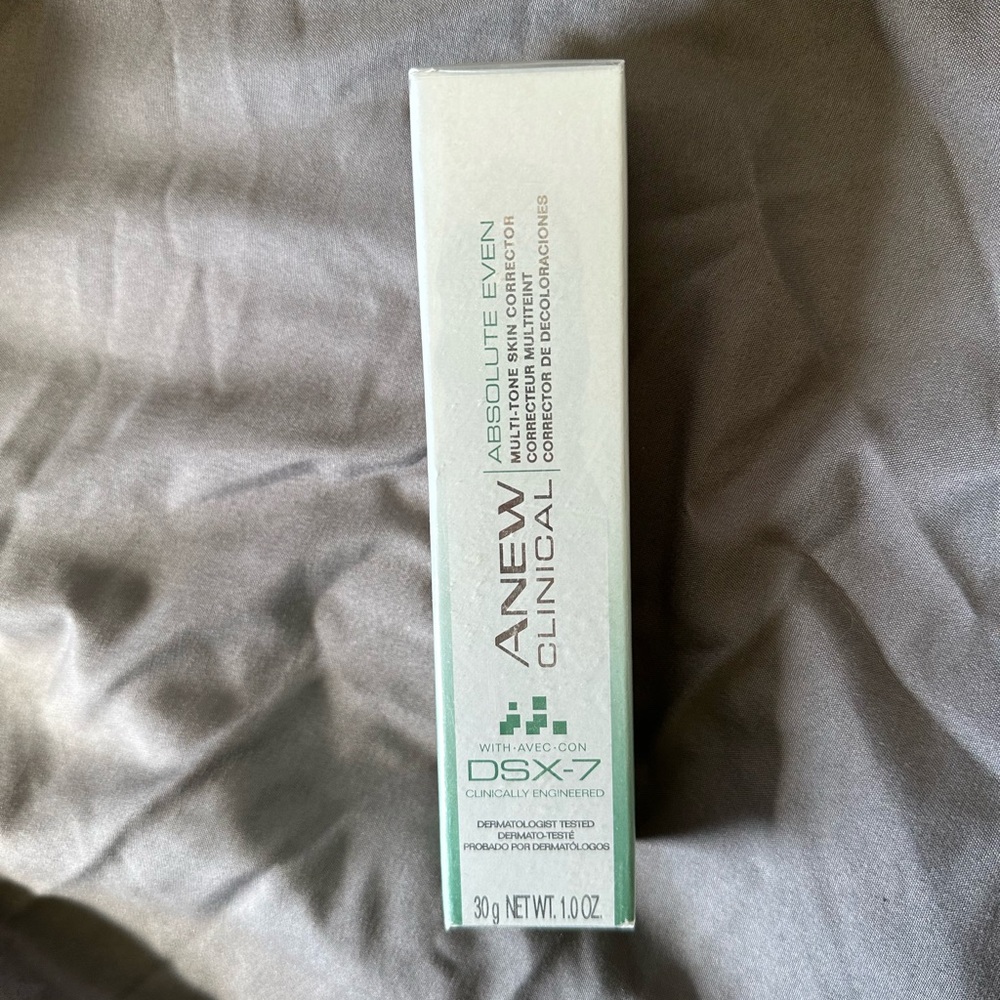 ANEW
CLINICAL
ABSOLUTE EVEN
MULTI-TONE SKIN CORRECTOR
CORRECTEUR MULTITEINT
CORRECTOR DE DECOLORACIONES
WITH·AVEC·CON
DSX-7
CLINICALLY ENGINEERED
DERMATOLOGIST TESTED
DERMATO-TESTÉ
PROBADO POR DERMATÓLOGOS
30 g NET WT. 1.0 OZ.